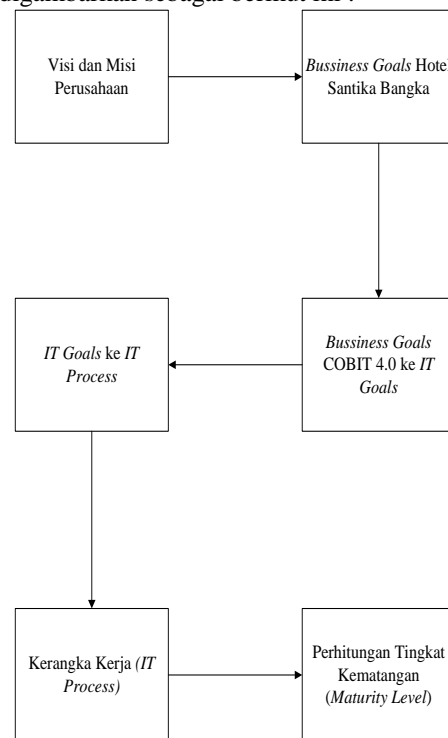 digambarkan sebagai berikut ini :
Visi dan Misi
Perusahaan
Bussiness Goals Hotel
Santika Bangka
Bussiness Goals
COBIT 4.0 ke IT
Goals
IT Goals ke IT
Process
Kerangka Kerja (IT
Process)
Perhitungan Tingkat
Kematangan
(Maturity Level)